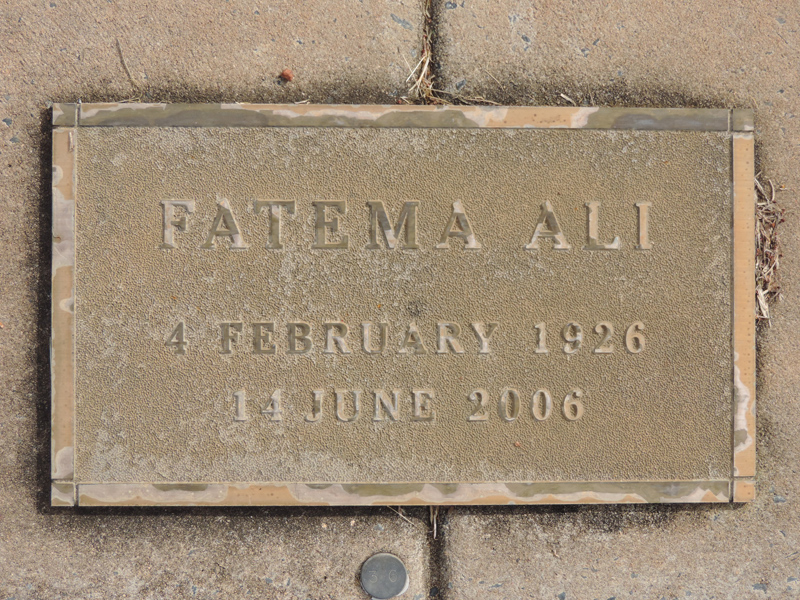 FATEMA ALI
4 FEBRUARY 1926
14 JUNE 2006